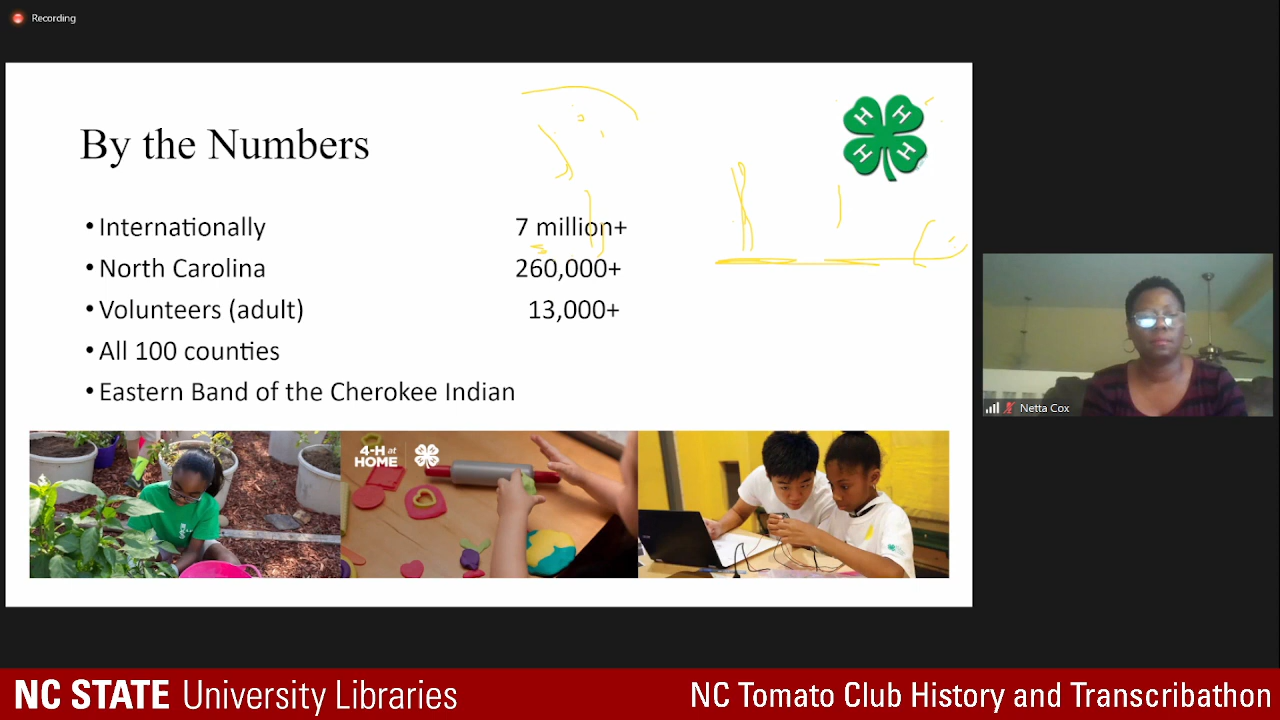 Recording
By the Numbers
H H
H H
• Internationally 7 million+
• North Carolina 260,000+
• Volunteers (adult) 13,000+
• All 100 counties
• Eastern Band of the Cherokee Indian
4-H at
HOME
Netta Cox
NC STATE University Libraries
NC Tomato Club History and Transcribathon